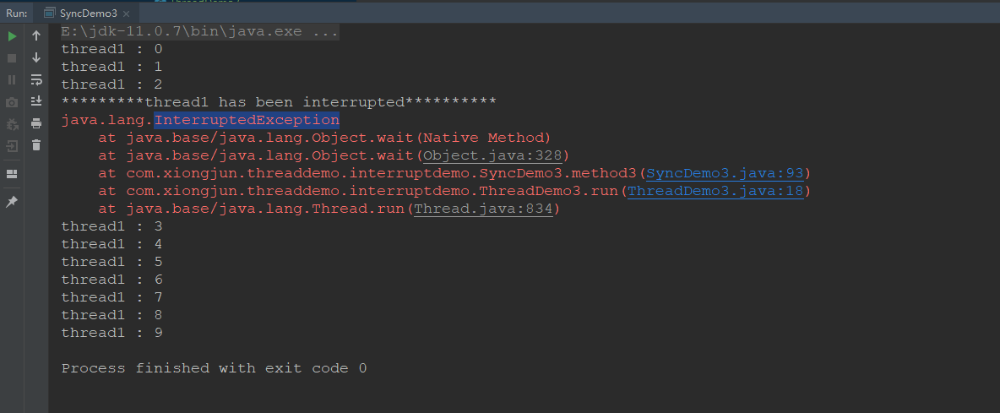 Run: SyncDemo3 ×
E:\jdk-11.0.7\bin\java.exe ...
thread1 : 0
thread1 : 1
thread1 : 2
*********thread1 has been interrupted**********
java.lang.InterruptedException
    at java.base/java.lang.Object.wait(Native Method)
    at java.base/java.lang.Object.wait(Object.java:328)
    at com.xiongjun.threaddemo.interruptdemo.SyncDemo3.method3(SyncDemo3.java:93)
    at com.xiongjun.threaddemo.interruptdemo.ThreadDemo3.run(ThreadDemo3.java:18)
    at java.base/java.lang.Thread.run(Thread.java:834)
thread1 : 3
thread1 : 4
thread1 : 5
thread1 : 6
thread1 : 7
thread1 : 8
thread1 : 9
Process finished with exit code 0